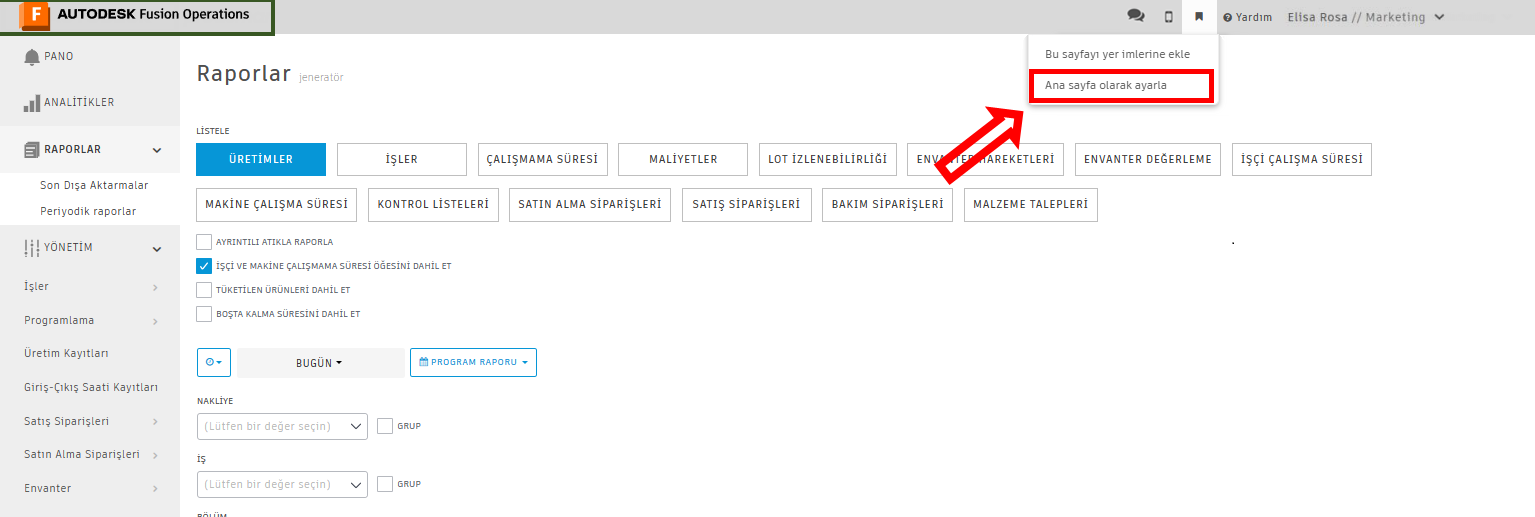 AUTODESK Fusion Operations
Yardım
Elisa Rosa // Marketing
Bu sayfayı yer imlerine ekle
Ana sayfa olarak ayarla
PANO
ANALİTİKLER
RAPORLAR
Son Dışa Aktarmalar
Periyodik raporlar
YÖNETİM
İşler
Programlama
Üretim Kayıtları
Giriş-Çıkış Saati Kayıtları
Satış Siparişleri
Satın Alma Siparişleri
Envanter
Raporlar jeneratör
LİSTELE
ÜRETİMLER İŞLER ÇALIŞMAMA SÜRESİ MALİYETLER LOT İZLENEBİLİRLİĞİ ENVANTER HAREKETLERİ ENVANTER DEĞERLEME İŞÇİ ÇALIŞMA SÜRESİ
MAKİNE ÇALIŞMA SÜRESİ KONTROL LİSTELERİ SATIN ALMA SİPARİŞLERİ SATIŞ SİPARİŞLERİ BAKIM SİPARİŞLERİ MALZEME TALEPLERİ
AYRINTILI ATIKLA RAPORLA
İŞÇİ VE MAKİNE ÇALIŞMAMA SÜRESİ ÖĞESİNİ DAHİL ET
TÜKETİLEN ÜRÜNLERİ DAHİL ET
BOŞTA KALMA SÜRESİNİ DAHİL ET
BUGÜN PROGRAM RAPORU
NAKLİYE
(Lütfen bir değer seçin) GRUP
İŞ
(Lütfen bir değer seçin) GRUP
BÖLÜM